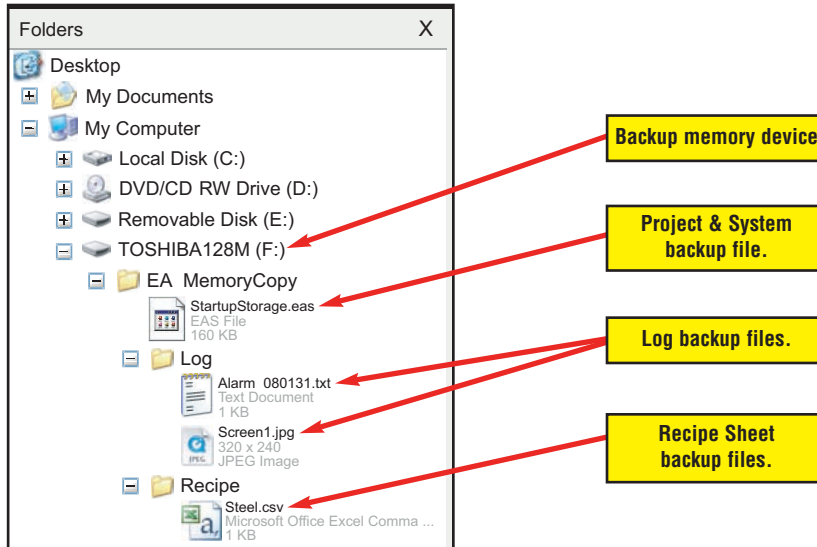 Folders X
Desktop
My Documents
My Computer
Local Disk (C:)
DVD/CD RW Drive (D:)
Removable Disk (E:)
TOSHIBA128M (F:)
EA MemoryCopy
StartupStorage.eas
EAS File
160 KB
Log
Alarm 080131.txt
Text Document
1 KB
Screen1.jpg
320 x 240
JPEG Image
Recipe
Steel.csv
Microsoft Office Excel Comma ...
1 KB
Backup memory device
Project & System
backup file.
Log backup files.
Recipe Sheet
backup files.
JPEG
a,